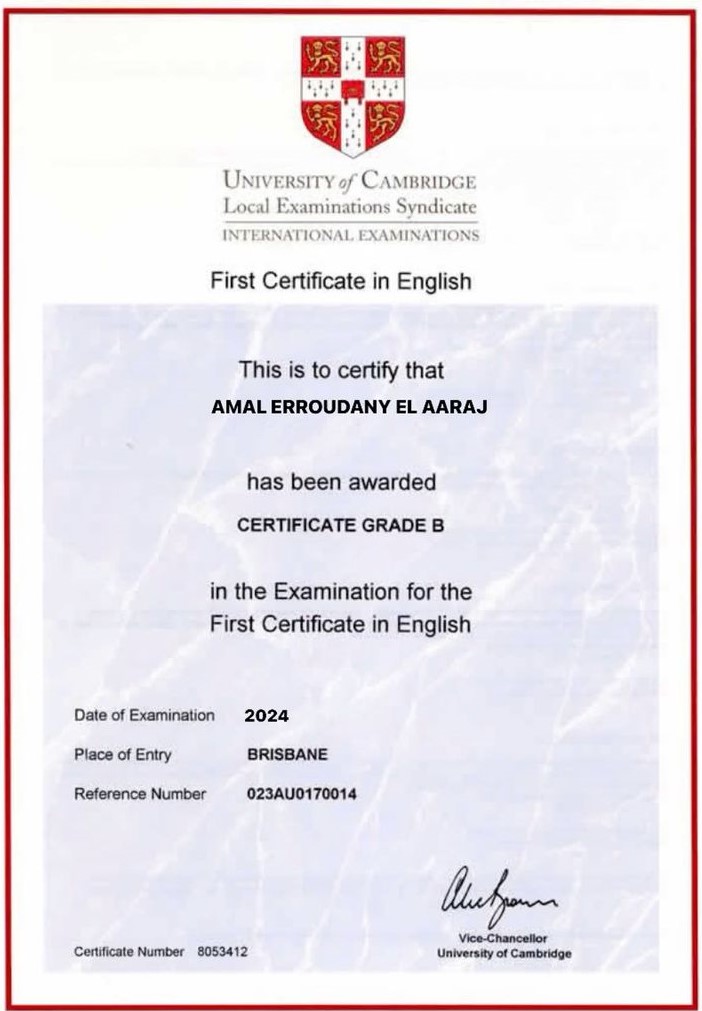 UNIVERSITY of CAMBRIDGE
Local Examinations Syndicate
INTERNATIONAL EXAMINATIONS
First Certificate in English
This is to certify that
AMAL ERROUDANY EL AARAJ
has been awarded
CERTIFICATE GRADE B
in the Examination for the
First Certificate in English
Date of Examination 2024
Place of Entry BRISBANE
Reference Number 023AU0170014
Vice-Chancellor
Certificate Number 8053412
University of Cambridge